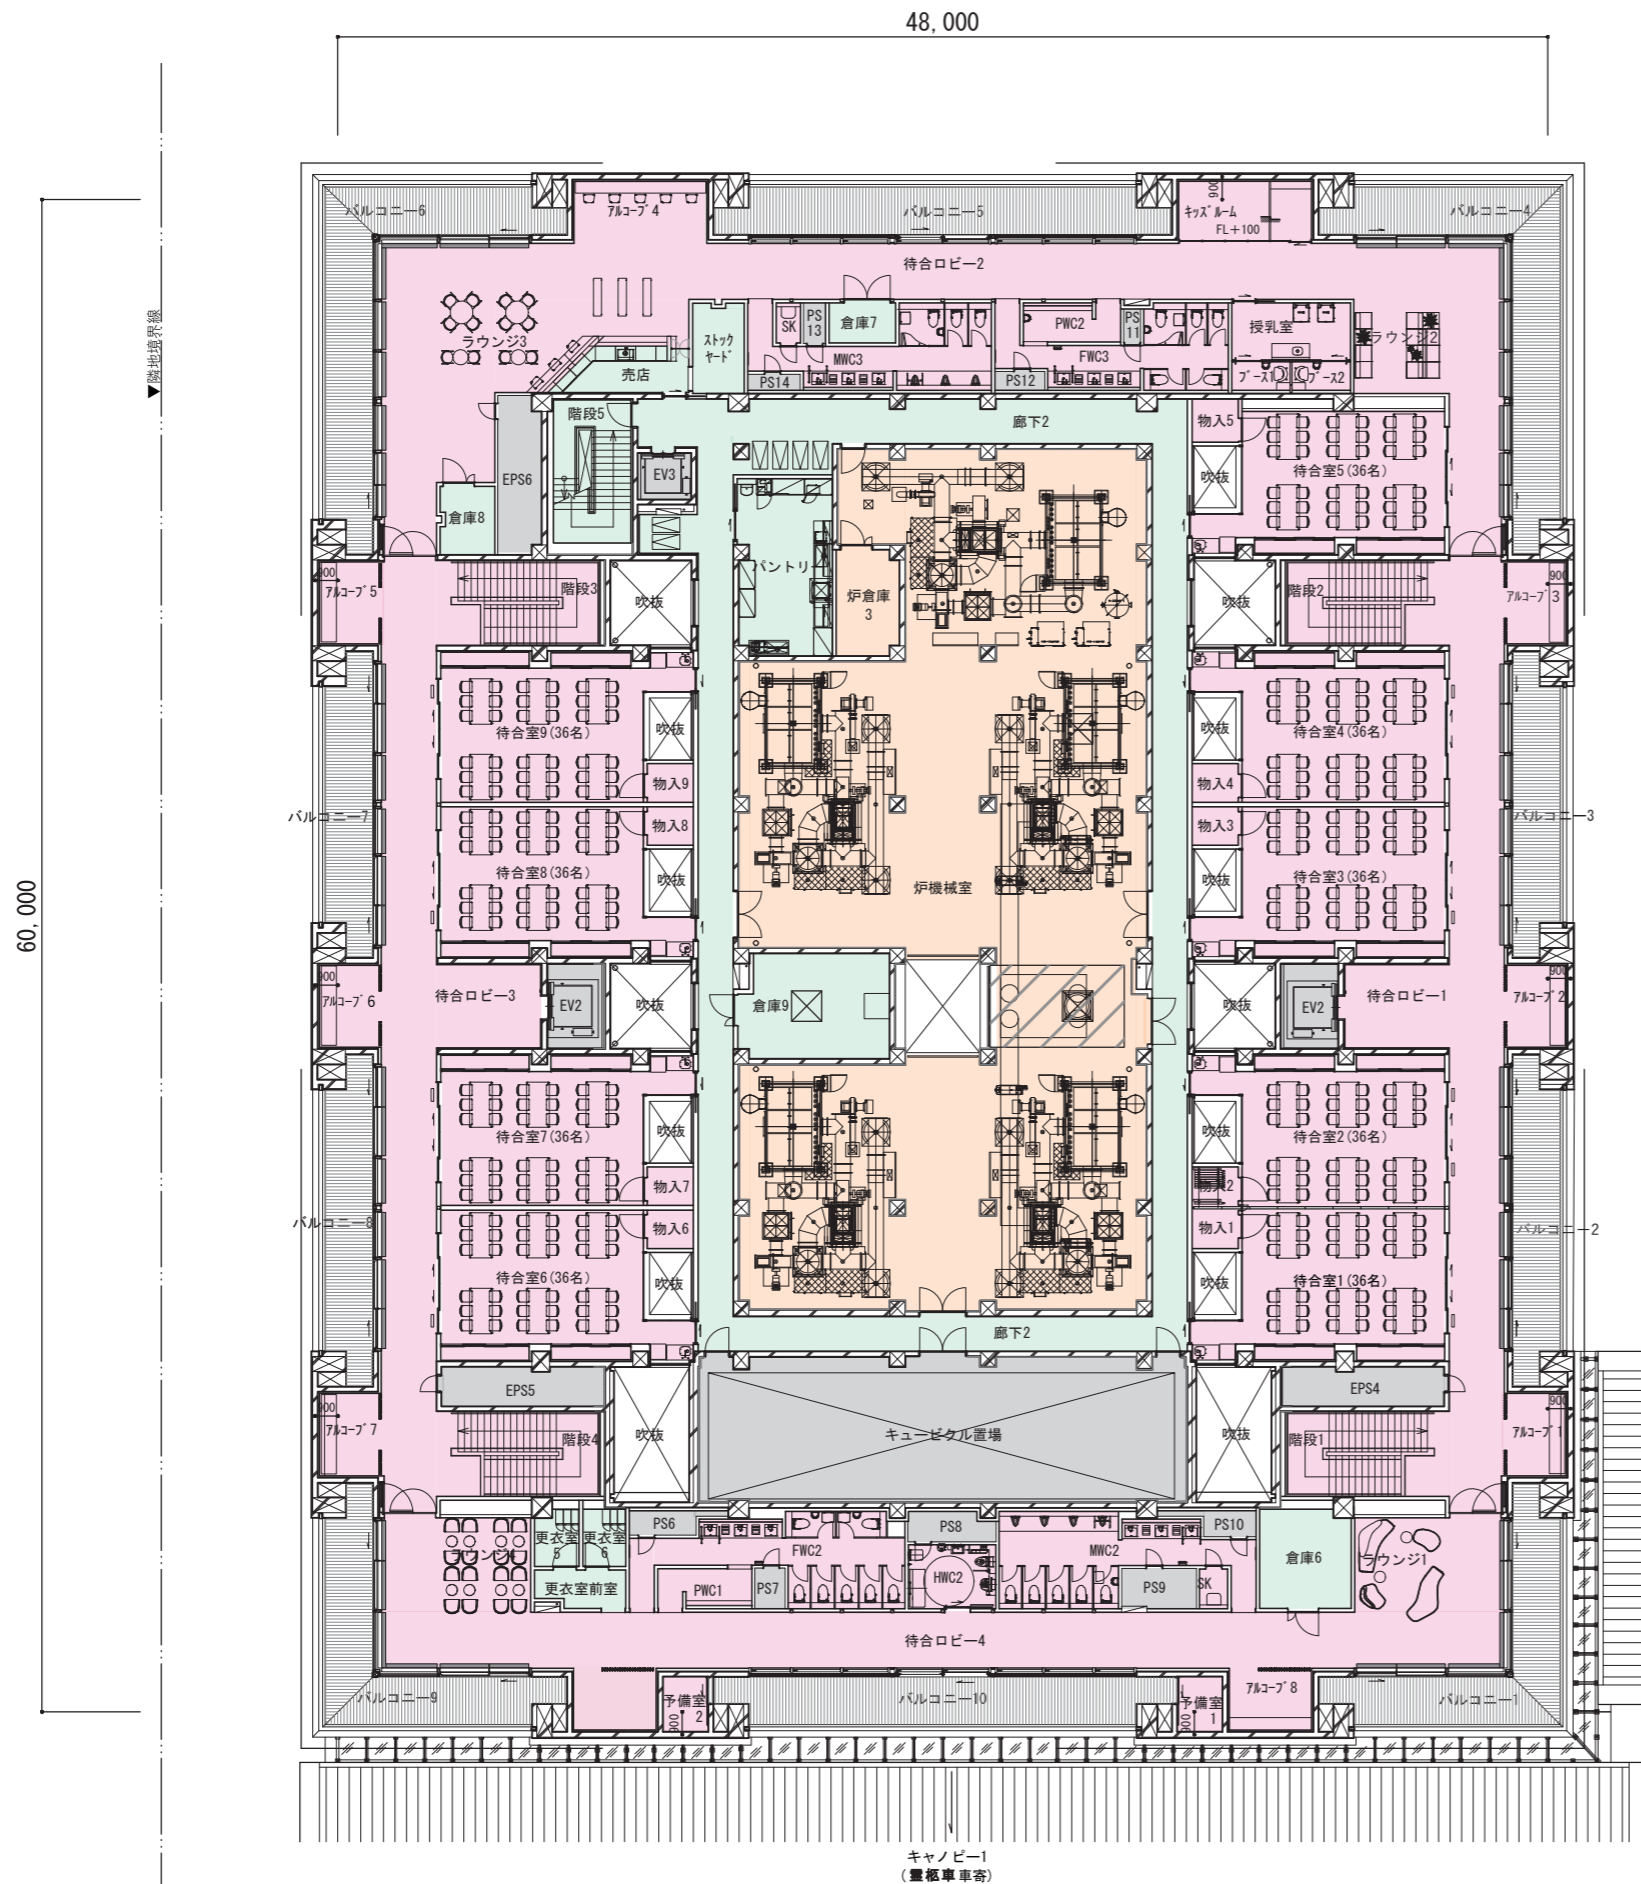 48,000
60,000
▼隣地境界線
バルコニー6
アルコーブ4
バルコニー5
900
キッズルーム
FL+100
バルコニー4
待合ロビー2
ラウンジ3
売店
ストック
ヤード
SK
PS
13
倉庫7
MWC3
PS14
PWC2
PS
11
FWC3
PS12
授乳室
ブース1
ブース2
ラウンジ2
階段5
EV3
EPS6
倉庫8
廊下2
物入5
吹抜
待合室5(36名)
パントリー
炉倉庫
3
900
アルコーブ5
階段3
吹抜
吹抜
階段2
900
アルコーブ3
待合室9(36名)
吹抜
物入9
吹抜
物入4
待合室4(36名)
バルコニー7
物入8
待合室8(36名)
吹抜
炉機械室
物入3
吹抜
待合室3(36名)
バルコニー3
900
アルコーブ6
待合ロビー3
EV2
吹抜
倉庫9
吹抜
EV2
待合ロビー1
900
アルコーブ2
待合室7(36名)
吹抜
物入7
吹抜
物入2
待合室2(36名)
バルコニー8
物入6
待合室6(36名)
吹抜
物入1
吹抜
待合室1(36名)
バルコニー2
廊下2
EPS5
EPS4
900
アルコーブ7
階段4
吹抜
キュービクル置場
吹抜
階段1
900
アルコーブ1
ラウンジ4
更衣室
5
更衣室
6
更衣室前室
PS6
FWC2
PWC1
PS7
PS8
HWC2
MWC2
PS10
PS9
SK
倉庫6
ラウンジ1
待合ロビー4
バルコニー9
予備室
2
900
バルコニー10
予備室
1
900
アルコーブ8
バルコニー1
キャノピー1
(霊柩車車寄)